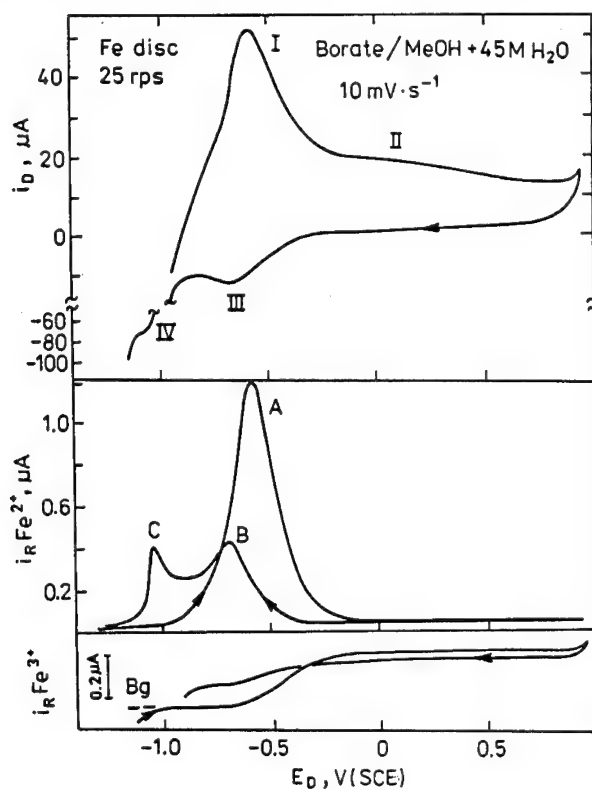 Fe disc
25 rps
I
Borate/MeOH + 45M H₂O
10 mV·s⁻¹
II
III
IV
i_D, μA
40
20
0
-60
-80
-100
A
B
C
i_R Fe²⁺, μA
1.0
0.6
0.2
i_R Fe³⁺
0.2μA
Bg
-1.0
-0.5
0
0.5
E_D, V(SCE)